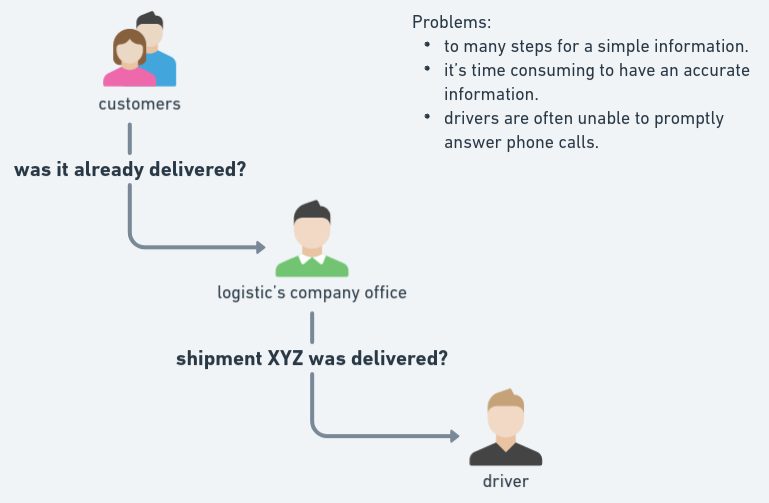 Problems:
• to many steps for a simple information.
• it's time consuming to have an accurate
information.
• drivers are often unable to promptly
answer phone calls.
customers
was it already delivered?
logistic's company office
shipment XYZ was delivered?
driver